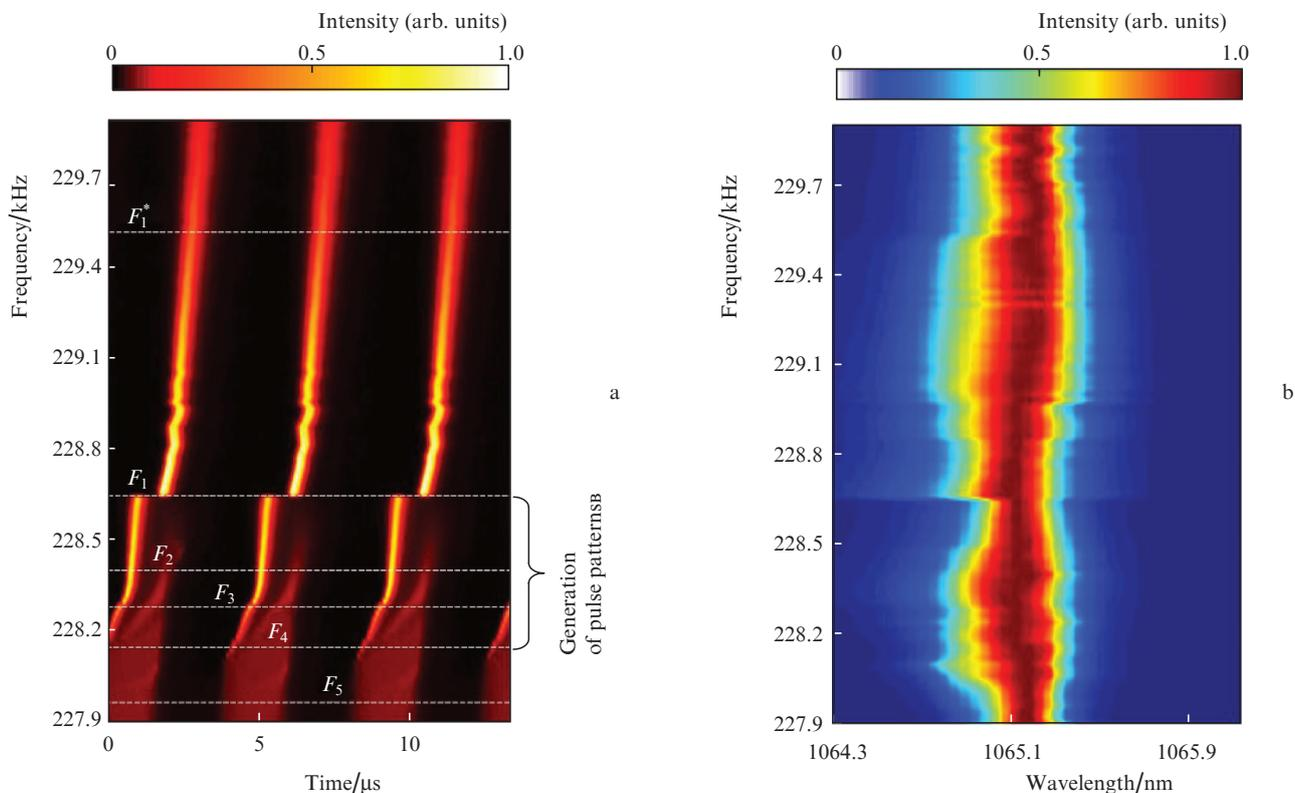 Intensity (arb. units)
0 0.5 1.0
Frequency/kHz
229.7
229.4
229.1
228.8
228.5
228.2
227.9
F1*
F1
F2
F3
F4
F5
0 5 10
Time/μs
Generation
of pulse patternsв
a
Intensity (arb. units)
0 0.5 1.0
Frequency/kHz
229.7
229.4
229.1
228.8
228.5
228.2
227.9
1064.3 1065.1 1065.9
Wavelength/nm
b